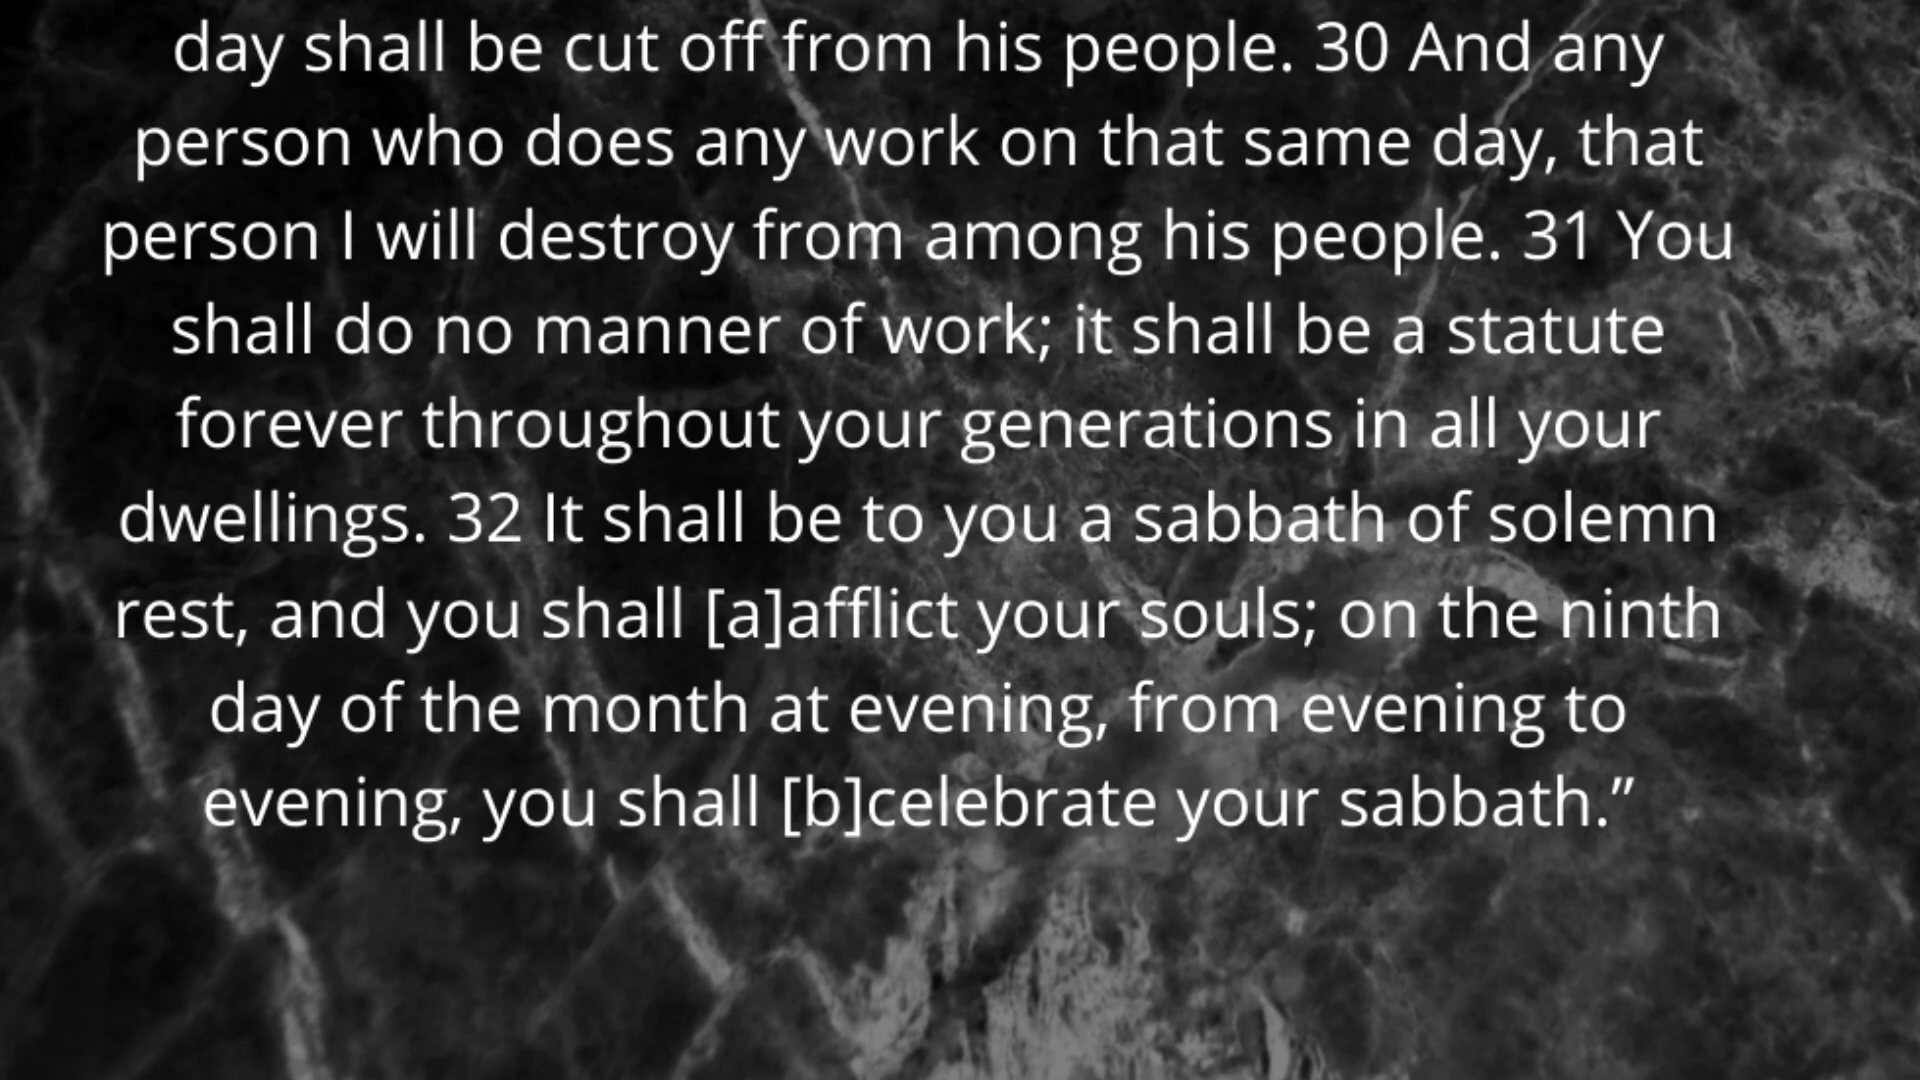 day shall be cut off from his people. 30 And any
person who does any work on that same day, that
person I will destroy from among his people. 31 You
shall do no manner of work; it shall be a statute
forever throughout your generations in all your
dwellings. 32 It shall be to you a sabbath of solemn
rest, and you shall [a]afflict your souls; on the ninth
day of the month at evening, from evening to
evening, you shall [b]celebrate your sabbath.”